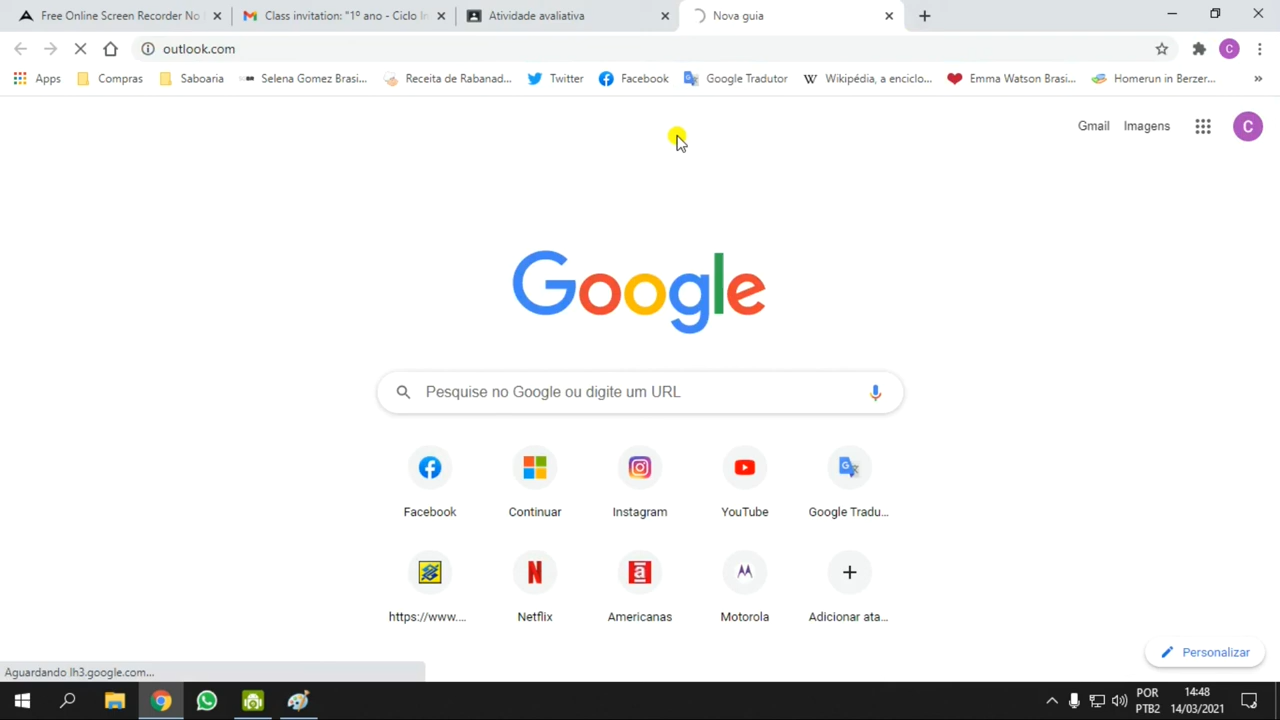 Free Online Screen Recorder No
Class invitation: "1º ano - Ciclo In
Atividade avaliativa
Nova guia
outlook.com
C
Apps
Compras
Saboaria
Selena Gomez Brasi...
Receita de Rabanad...
Twitter
Facebook
Google Tradutor
Wikipédia, a enciclo...
Emma Watson Brasi...
Homerun in Berzer...
»
Gmail
Imagens
C
Google
Pesquise no Google ou digite um URL
Facebook
Continuar
Instagram
YouTube
Google Tradu...
https://www....
Netflix
Americanas
Motorola
Adicionar ata...
Personalizar
Aguardando lh3.google.com...
POR
PTB2
14:48
14/03/2021